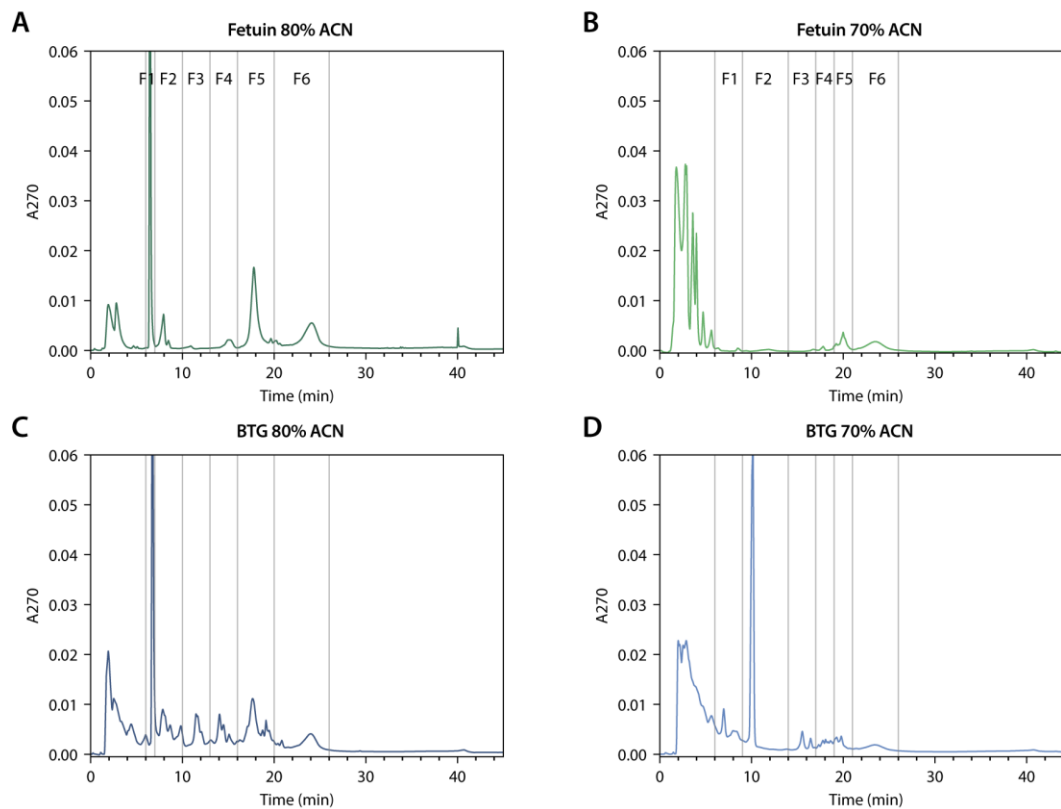 A
Fetuin 80% ACN
0.06
F1 F2 F3 F4 F5 F6
0.05
0.04
0.03
0.02
0.01
0.00
A270
0 10 20 30 40
Time (min)
B
Fetuin 70% ACN
0.06
F1 F2 F3 F4 F5 F6
0.05
0.04
0.03
0.02
0.01
0.00
A270
0 10 20 30 40
Time (min)
C
BTG 80% ACN
0.06
0.05
0.04
0.03
0.02
0.01
0.00
A270
0 10 20 30 40
Time (min)
D
BTG 70% ACN
0.06
0.05
0.04
0.03
0.02
0.01
0.00
A270
0 10 20 30 40
Time (min)